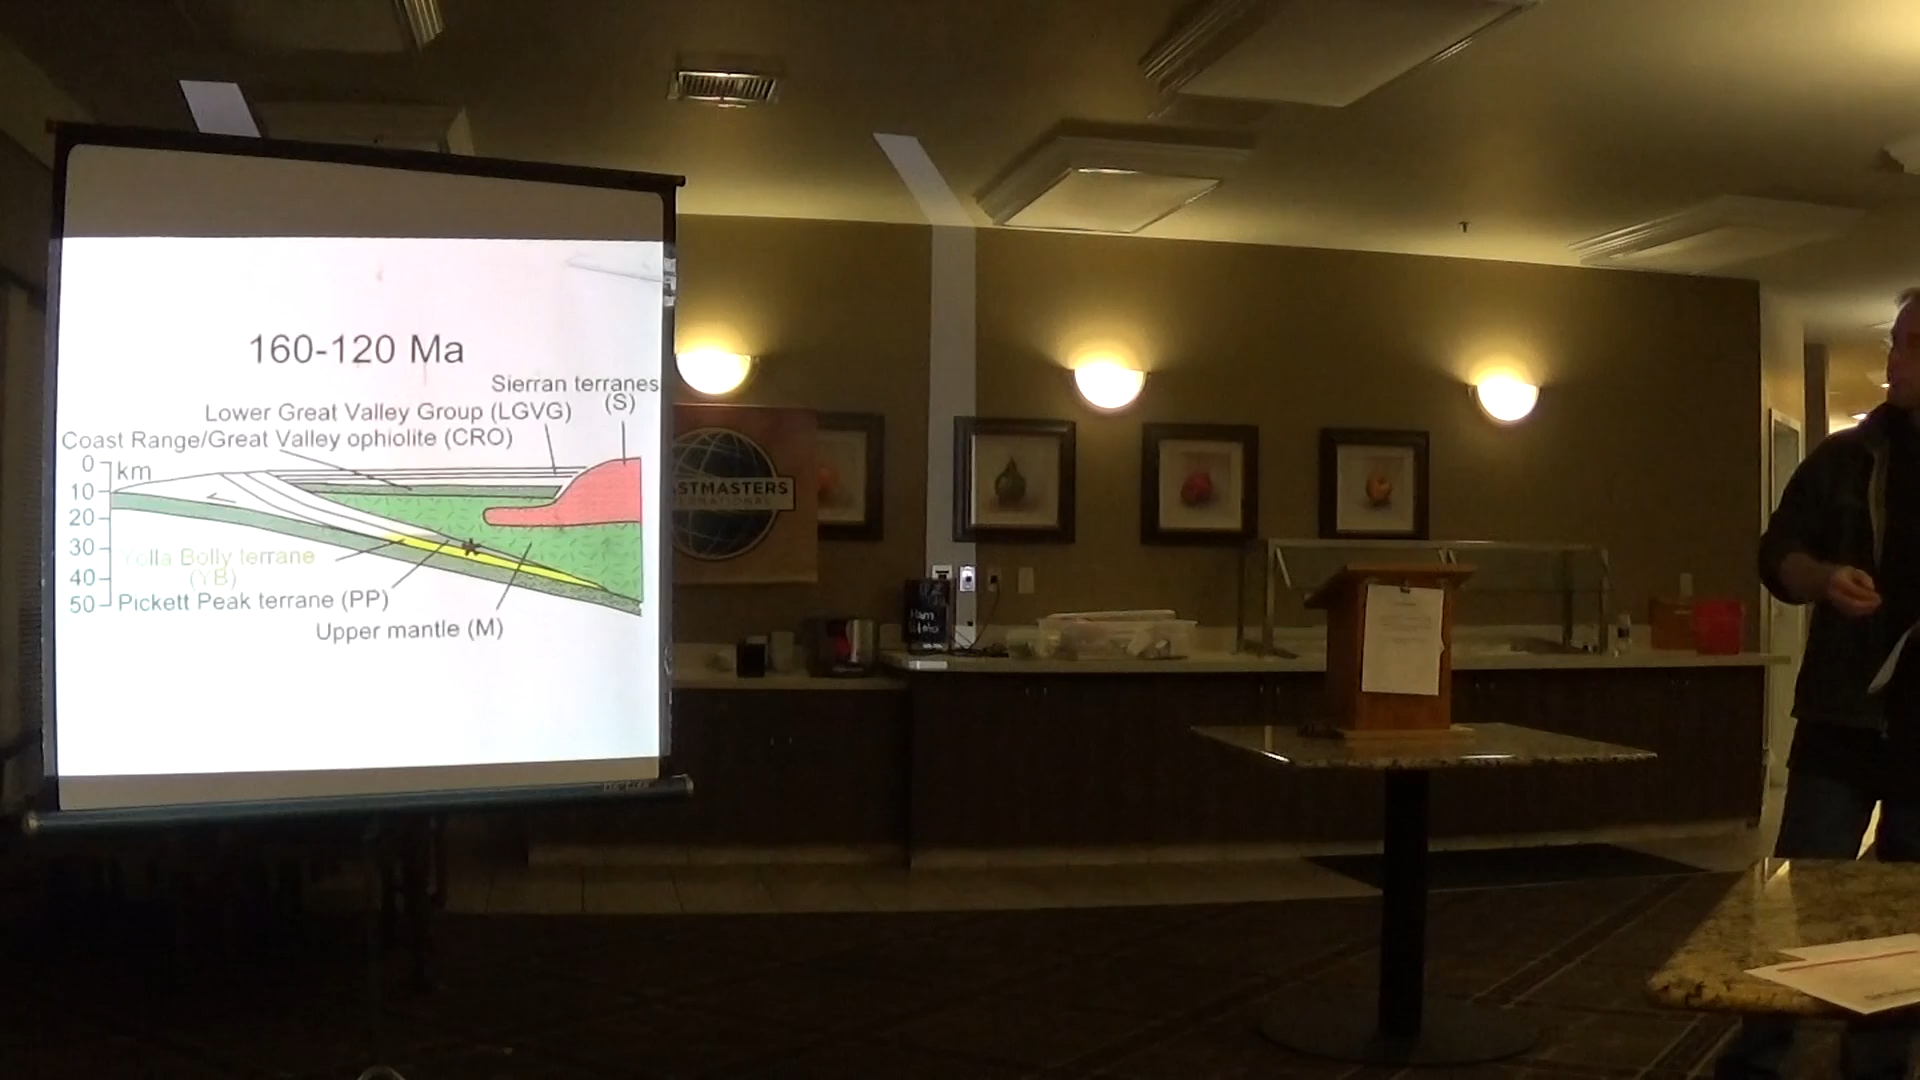 160-120 Ma
Sierran terranes
(S)
Lower Great Valley Group (LGVG)
Coast Range/Great Valley ophiolite (CRO)
0
km
10
20
30
40
50
Yolla Bolly terrane
(YB)
Pickett Peak terrane (PP)
Upper mantle (M)
STMASTERS